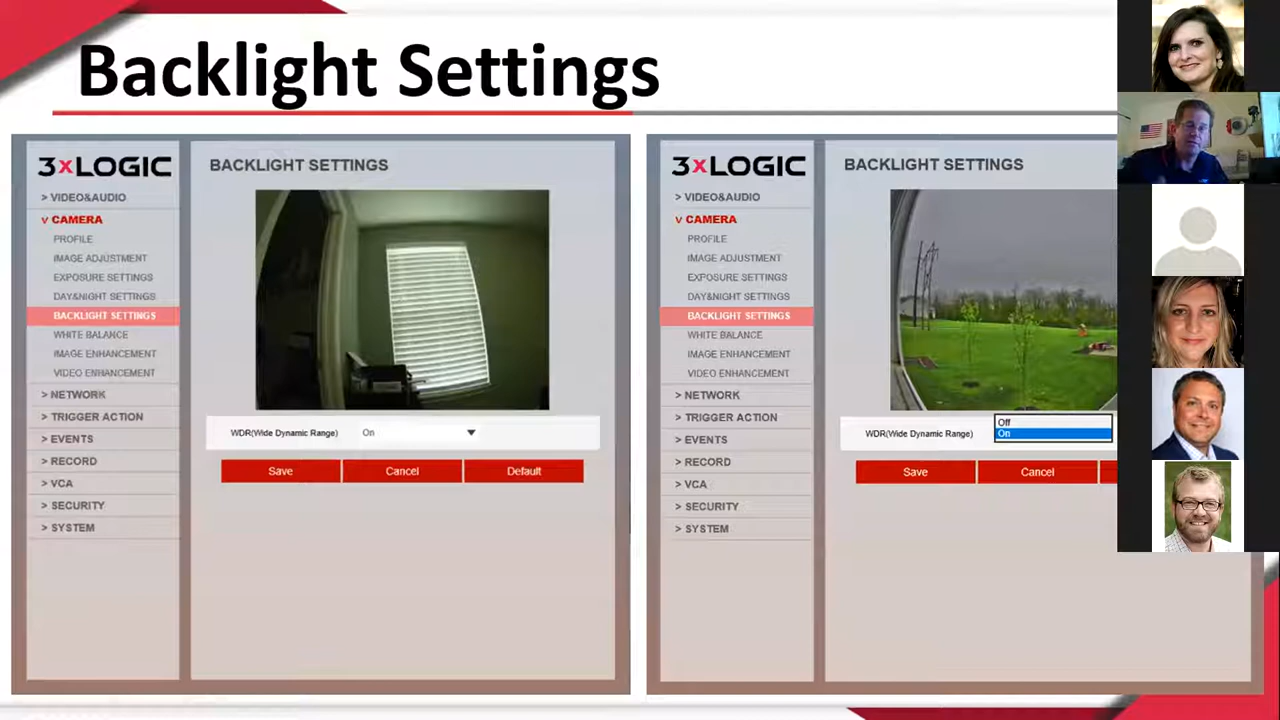 Backlight Settings
3xLOGIC
> VIDEO&AUDIO
v CAMERA
PROFILE
IMAGE ADJUSTMENT
EXPOSURE SETTINGS
DAY&NIGHT SETTINGS
BACKLIGHT SETTINGS
WHITE BALANCE
IMAGE ENHANCEMENT
VIDEO ENHANCEMENT
> NETWORK
> TRIGGER ACTION
> EVENTS
> RECORD
> VCA
> SECURITY
> SYSTEM
BACKLIGHT SETTINGS
WDR(Wide Dynamic Range) On
Save Cancel Default
3xLOGIC
> VIDEO&AUDIO
v CAMERA
PROFILE
IMAGE ADJUSTMENT
EXPOSURE SETTINGS
DAY&NIGHT SETTINGS
BACKLIGHT SETTINGS
WHITE BALANCE
IMAGE ENHANCEMENT
VIDEO ENHANCEMENT
> NETWORK
> TRIGGER ACTION
> EVENTS
> RECORD
> VCA
> SECURITY
> SYSTEM
BACKLIGHT SETTINGS
WDR(Wide Dynamic Range)
Off
On
Save Cancel